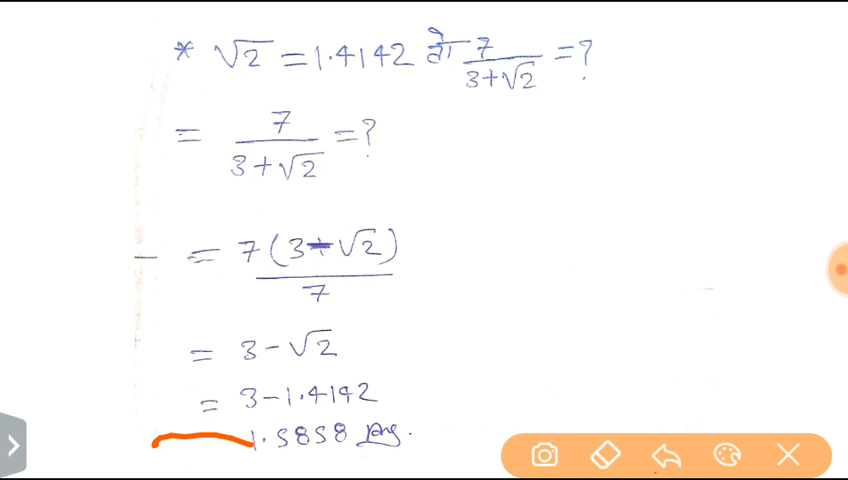 * √2 = 1.4142 तो 7/(3+√2) = ?
= 7/(3+√2) = ?
= 7(3-√2)/7
= 3-√2
= 3-1.4142
1.5858 Ans.